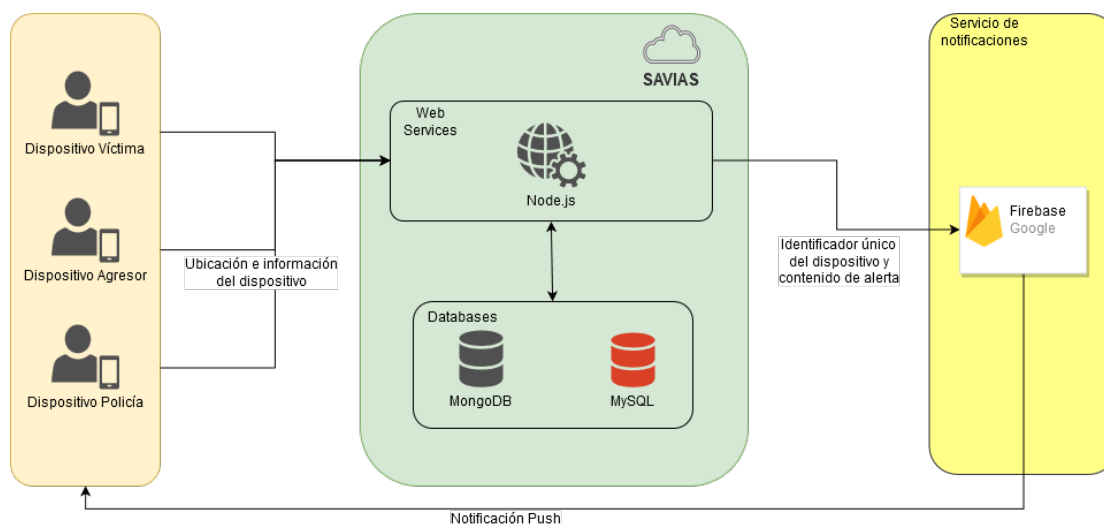 Dispositivo Víctima
Dispositivo Agresor
Dispositivo Policía
Ubicación e información
del dispositivo
SAVIAS
Web
Services
Node.js
Databases
MongoDB
MySQL
Identificador único
del dispositivo y
contenido de alerta
Servicio de
notificaciones
Firebase
Google
Notificación Push